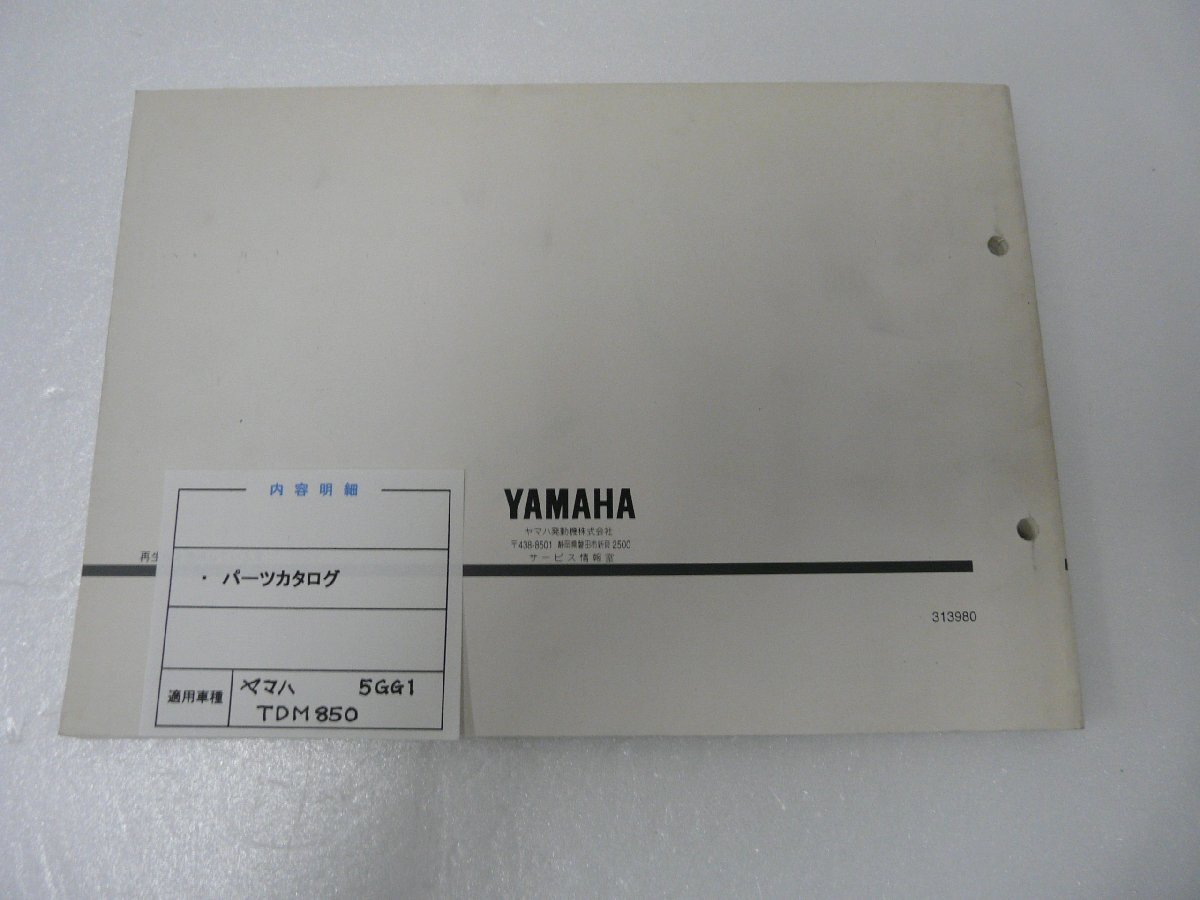 YAMAHA
ヤマハ発動機株式会社
〒438-8501 静岡県磐田市新貝2500
サービス情報室
再生
313980
内容明細
・ パーツカタログ
適用車種
ヤマハ 5GG1
TDM850